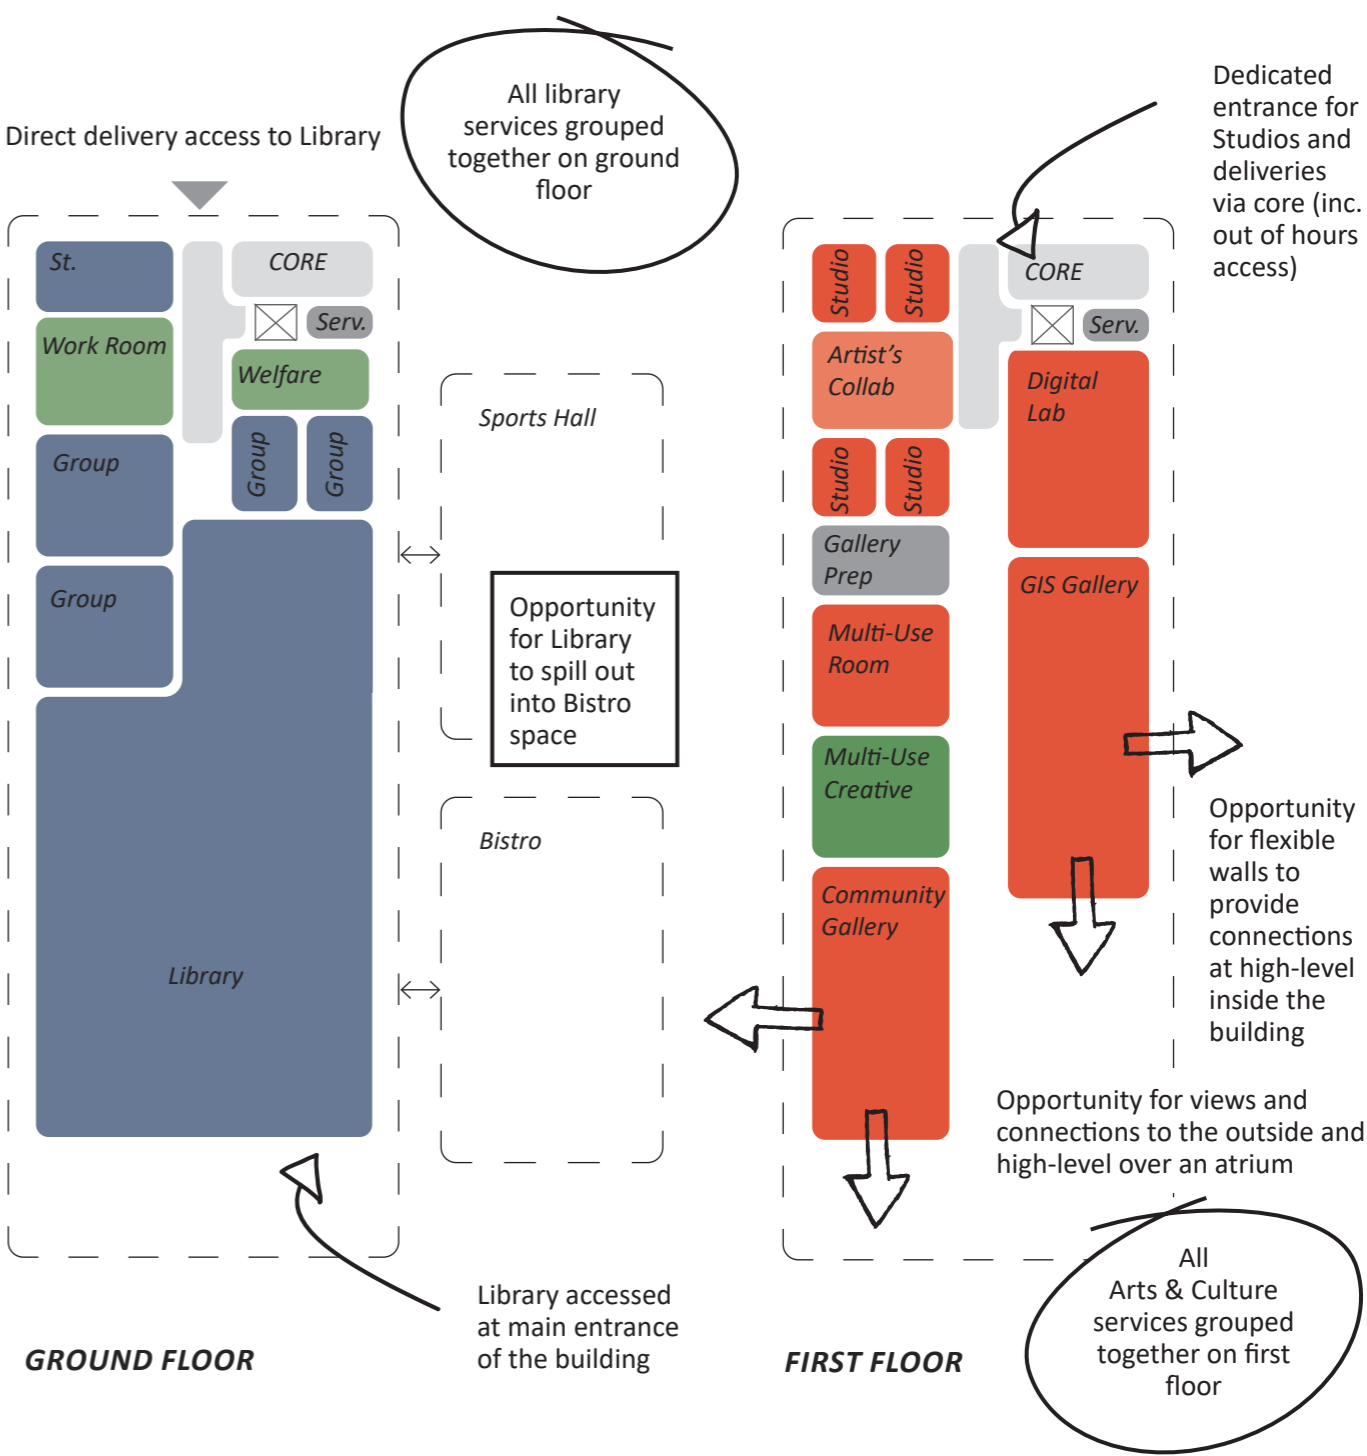 All library
services grouped
together on ground
floor
Direct delivery access to Library
Dedicated
entrance for
Studios and
deliveries
via core (inc.
out of hours
access)
St.
CORE
Serv.
Work Room
Welfare
Group
Group
Group
Group
Library
Sports Hall
Opportunity
for Library
to spill out
into Bistro
space
Bistro
Library accessed
at main entrance
of the building
GROUND FLOOR
Studio
Studio
CORE
Serv.
Artist's
Collab
Digital
Lab
Studio
Studio
Gallery
Prep
GIS Gallery
Multi-Use
Room
Multi-Use
Creative
Community
Gallery
Opportunity
for flexible
walls to
provide
connections
at high-level
inside the
building
Opportunity for views and
connections to the outside and
high-level over an atrium
All
Arts & Culture
services grouped
together on first
floor
FIRST FLOOR